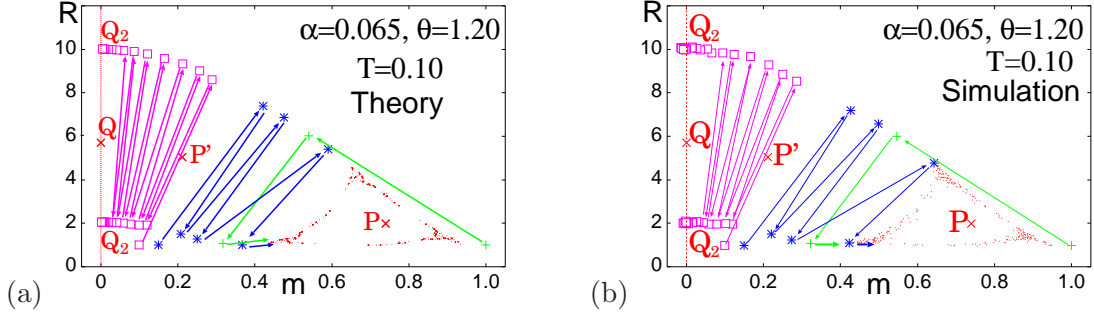 R
α=0.065, θ=1.20
T=0.10
Theory
Q₂
Q
P'
P
Q₂
10
8
6
4
2
0
0 0.2 0.4 0.6 0.8 1.0
m
(a)
R
α=0.065, θ=1.20
T=0.10
Simulation
Q₂
Q
P'
P
Q₂
10
8
6
4
2
0
0 0.2 0.4 0.6 0.8 1.0
m
(b)